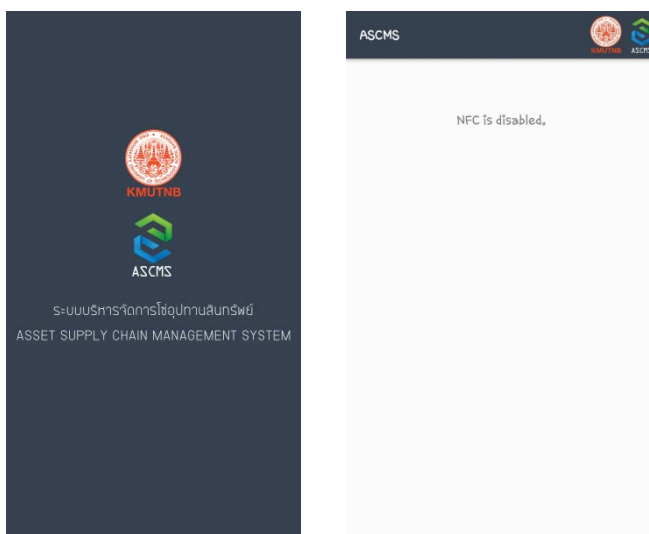 KMUTNB
ASCMS
ระบบบริหารจัดการโซ่อุปทานสินทรัพย์
ASSET SUPPLY CHAIN MANAGEMENT SYSTEM
ASCMS
KMUTNB
ASCMS
NFC is disabled.